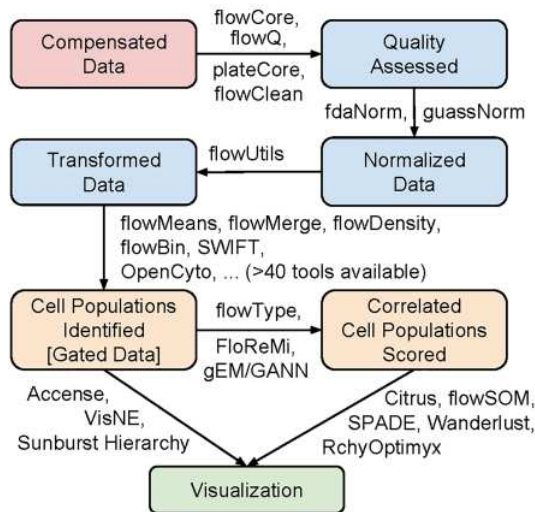 Compensated
Data
flowCore,
flowQ,
plateCore,
flowClean
Quality
Assessed
fdaNorm, guassNorm
Transformed
Data
flowUtils
Normalized
Data
flowMeans, flowMerge, flowDensity,
flowBin, SWIFT,
OpenCyto, ... (>40 tools available)
Cell Populations
Identified
[Gated Data]
flowType,
FloReMi,
gEM/GANN
Correlated
Cell Populations
Scored
Accense,
VisNE,
Sunburst Hierarchy
Citrus, flowSOM,
SPADE, Wanderlust,
RchyOptimyx
Visualization